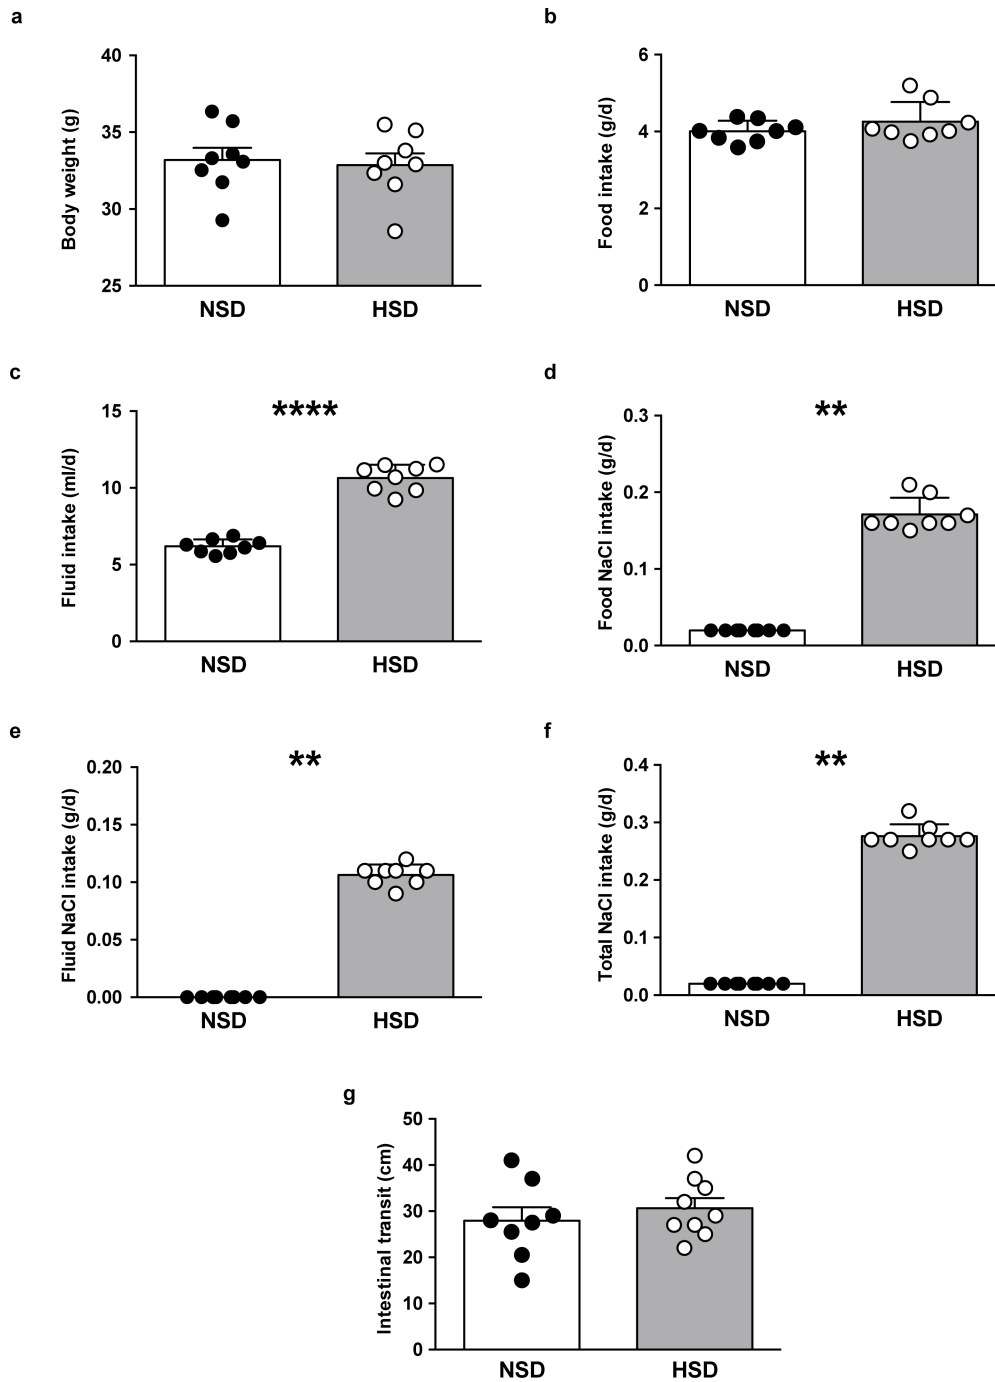 a
40
35
30
25
Body weight (g)
NSD
HSD
b
6
4
2
0
Food intake (g/d)
NSD
HSD
c
****
15
10
5
0
Fluid intake (ml/d)
NSD
HSD
d
**
0.3
0.2
0.1
0.0
Food NaCl intake (g/d)
NSD
HSD
e
**
0.20
0.15
0.10
0.05
0.00
Fluid NaCl intake (g/d)
NSD
HSD
f
**
0.4
0.3
0.2
0.1
0.0
Total NaCl intake (g/d)
NSD
HSD
g
50
40
30
20
10
0
Intestinal transit (cm)
NSD
HSD